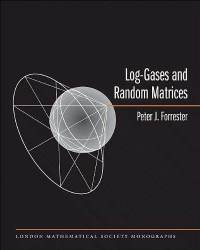 Log-Gases and
Random Matrices
Peter J. Forrester
LONDON MATHEMATICAL SOCIETY MONOGRAPHS